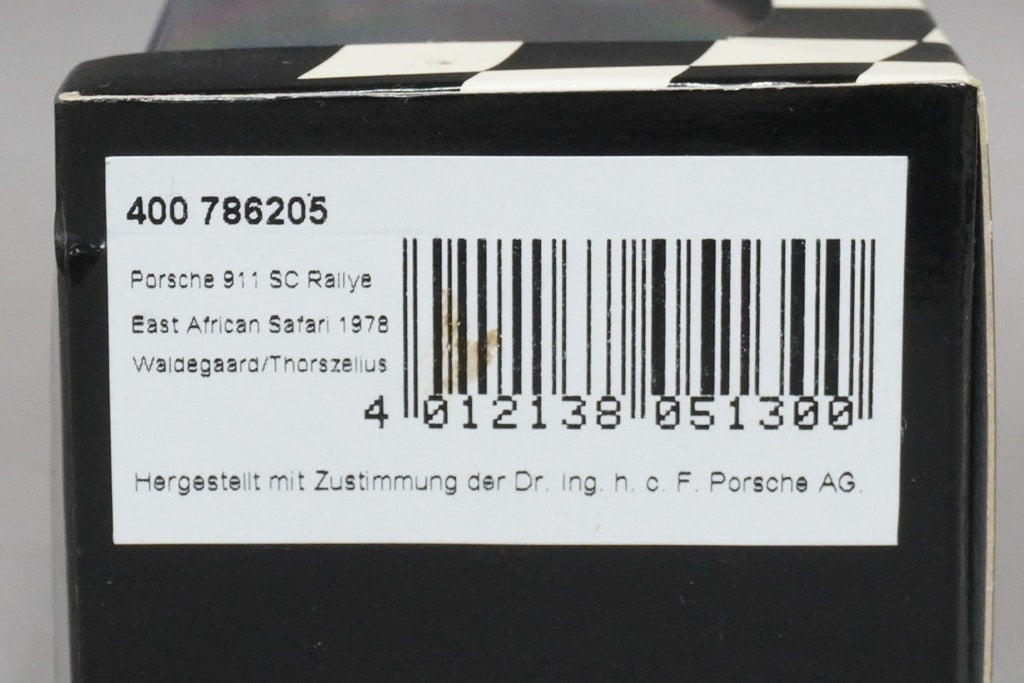 400 786205
Porsche 911 SC Rallye
East African Safari 1978
Waldegaard/Thorszelius
4 012138 051300
Hergestellt mit Zustimmung der Dr. Ing. h. c. F. Porsche AG.